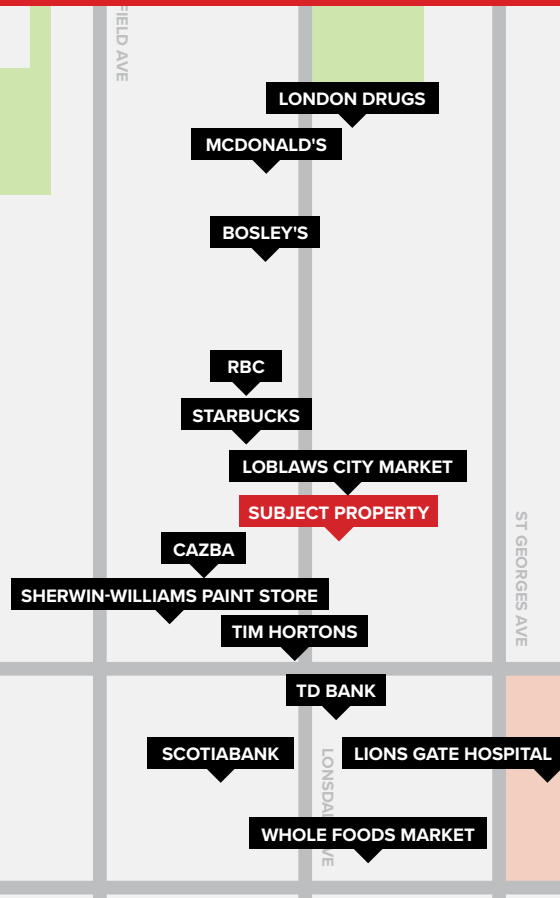 FIELD AVE
LONDON DRUGS
MCDONALD'S
BOSLEY'S
RBC
STARBUCKS
LOBLAWS CITY MARKET
SUBJECT PROPERTY
ST GEORGES AVE
CAZBA
SHERWIN-WILLIAMS PAINT STORE
TIM HORTONS
TD BANK
SCOTIABANK
LIONS GATE HOSPITAL
WHOLE FOODS MARKET